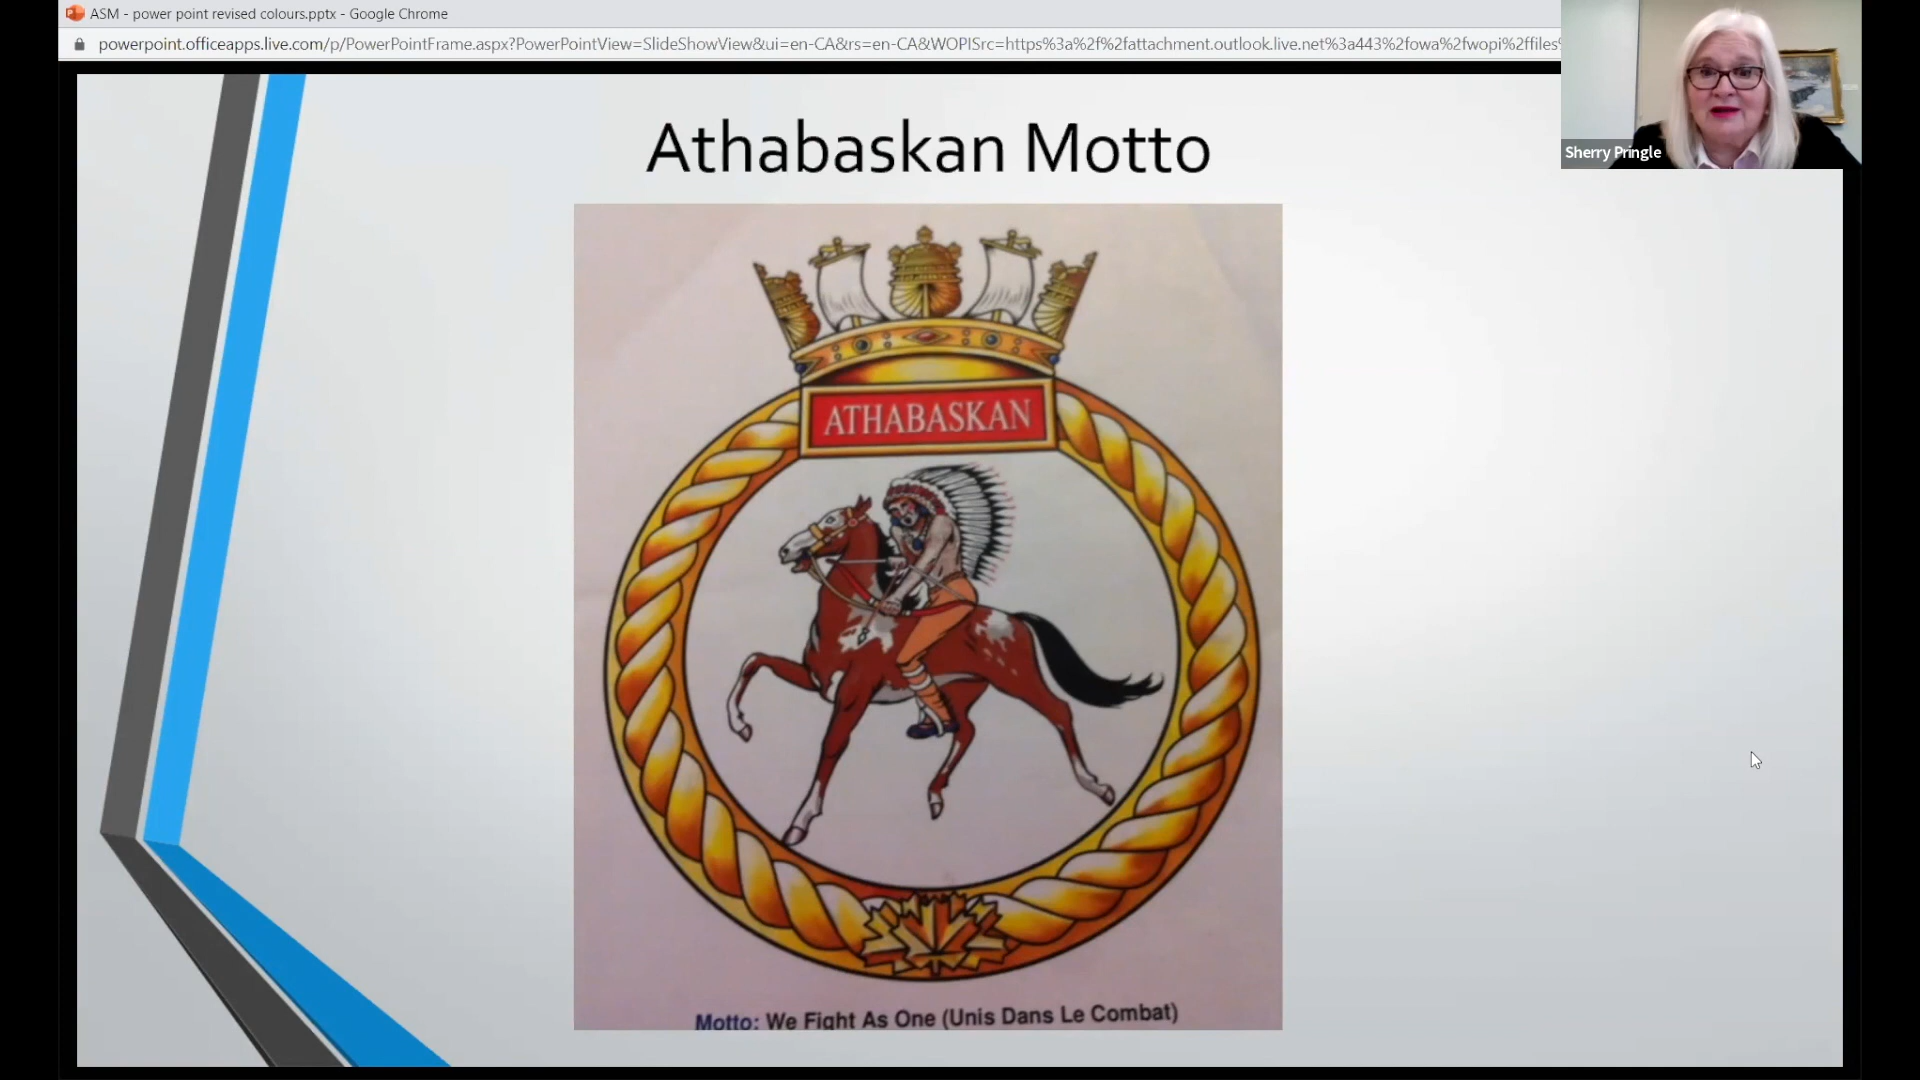 ASM - power point revised colours.pptx - Google Chrome
powerpoint.officeapps.live.com/p/PowerPointFrame.aspx?PowerPointView=SlideShowView&ui=en-CA&rs=en-CA&WOPISrc=https%3a%2f%2fattachment.outlook.live.net%3a443%2fowa%2fwopi%2ffiles%
Sherry Pringle
Athabaskan Motto
ATHABASKAN
Motto: We Fight As One (Unis Dans Le Combat)